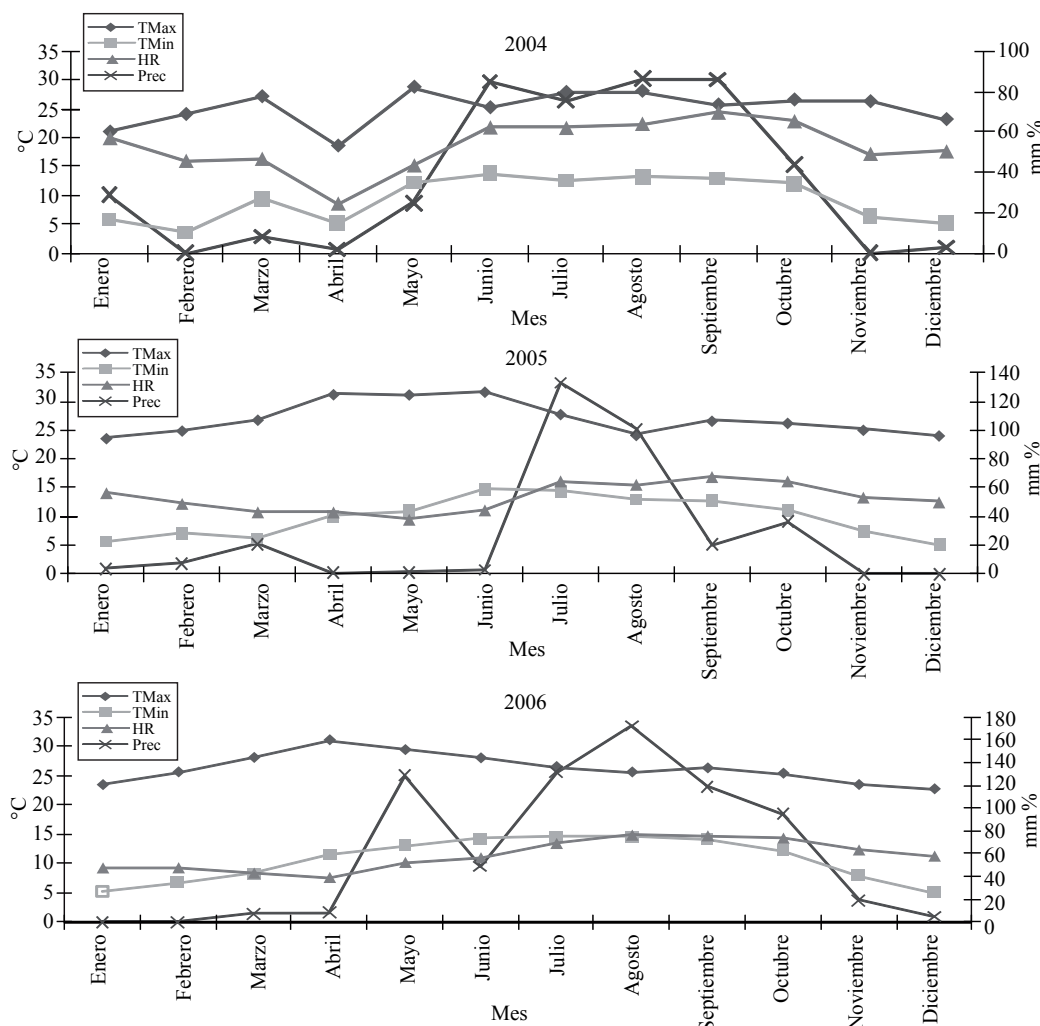 TMax
TMin
HR
Prec
2004
35
30
25
20
15
10
5
0
°C
100
80
60
40
20
0
mm %
Enero
Febrero
Marzo
Abril
Mayo
Junio
Julio
Agosto
Septiembre
Octubre
Noviembre
Diciembre
Mes
TMax
TMin
HR
Prec
2005
35
30
25
20
15
10
5
0
°C
140
120
100
80
60
40
20
0
mm %
Enero
Febrero
Marzo
Abril
Mayo
Junio
Julio
Agosto
Septiembre
Octubre
Noviembre
Diciembre
Mes
TMax
TMin
HR
Prec
2006
35
30
25
20
15
10
5
0
°C
180
160
140
120
100
80
60
40
20
0
mm %
Enero
Febrero
Marzo
Abril
Mayo
Junio
Julio
Agosto
Septiembre
Octubre
Noviembre
Diciembre
Mes